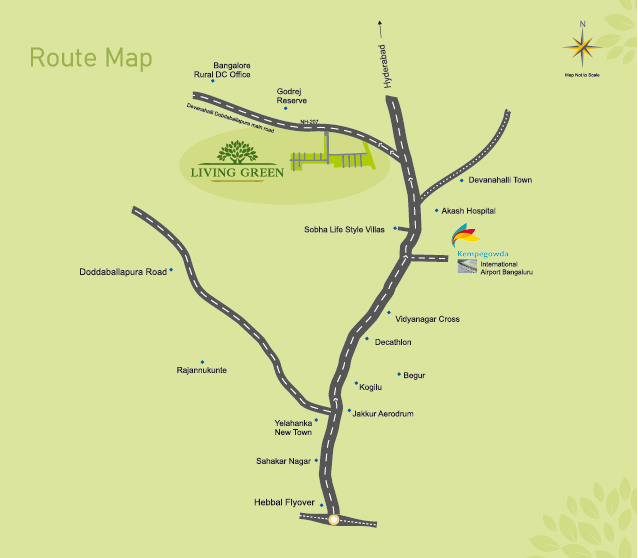 Route Map
N
Map Not to Scale
Hyderabad
Bangalore
Rural DC Office
Godrej
Reserve
Devanahalli Dodballapura main road
NH-207
LIVING GREEN
Devanahalli Town
Akash Hospital
Sobha Life Style Villas
Kempegowda
International
Airport Bangaluru
Doddaballapura Road
Vidyanagar Cross
Decathlon
Rajannukunte
Begur
Kogilu
Jakkur Aerodrum
Yelahanka
New Town
Sahakar Nagar
Hebbal Flyover